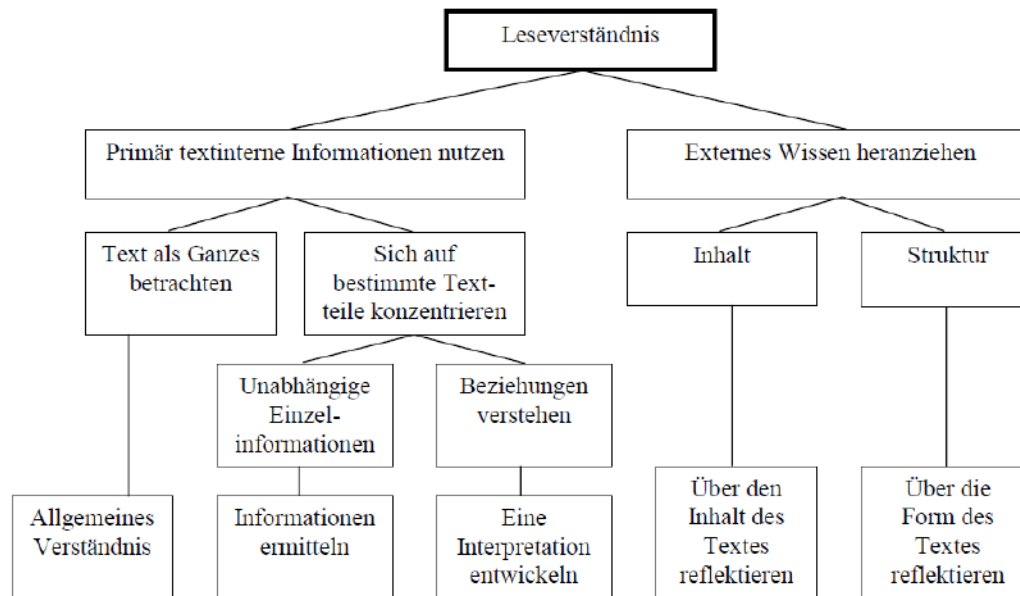 Leseverständnis
Primär textinterne Informationen nutzen
Externes Wissen heranziehen
Text als Ganzes
betrachten
Sich auf
bestimmte Text-
teile konzentrieren
Inhalt
Struktur
Unabhängige
Einzel-
informationen
Beziehungen
verstehen
Allgemeines
Verständnis
Informationen
ermitteln
Eine
Interpretation
entwickeln
Über den
Inhalt des
Textes
reflektieren
Über die
Form des
Textes
reflektieren